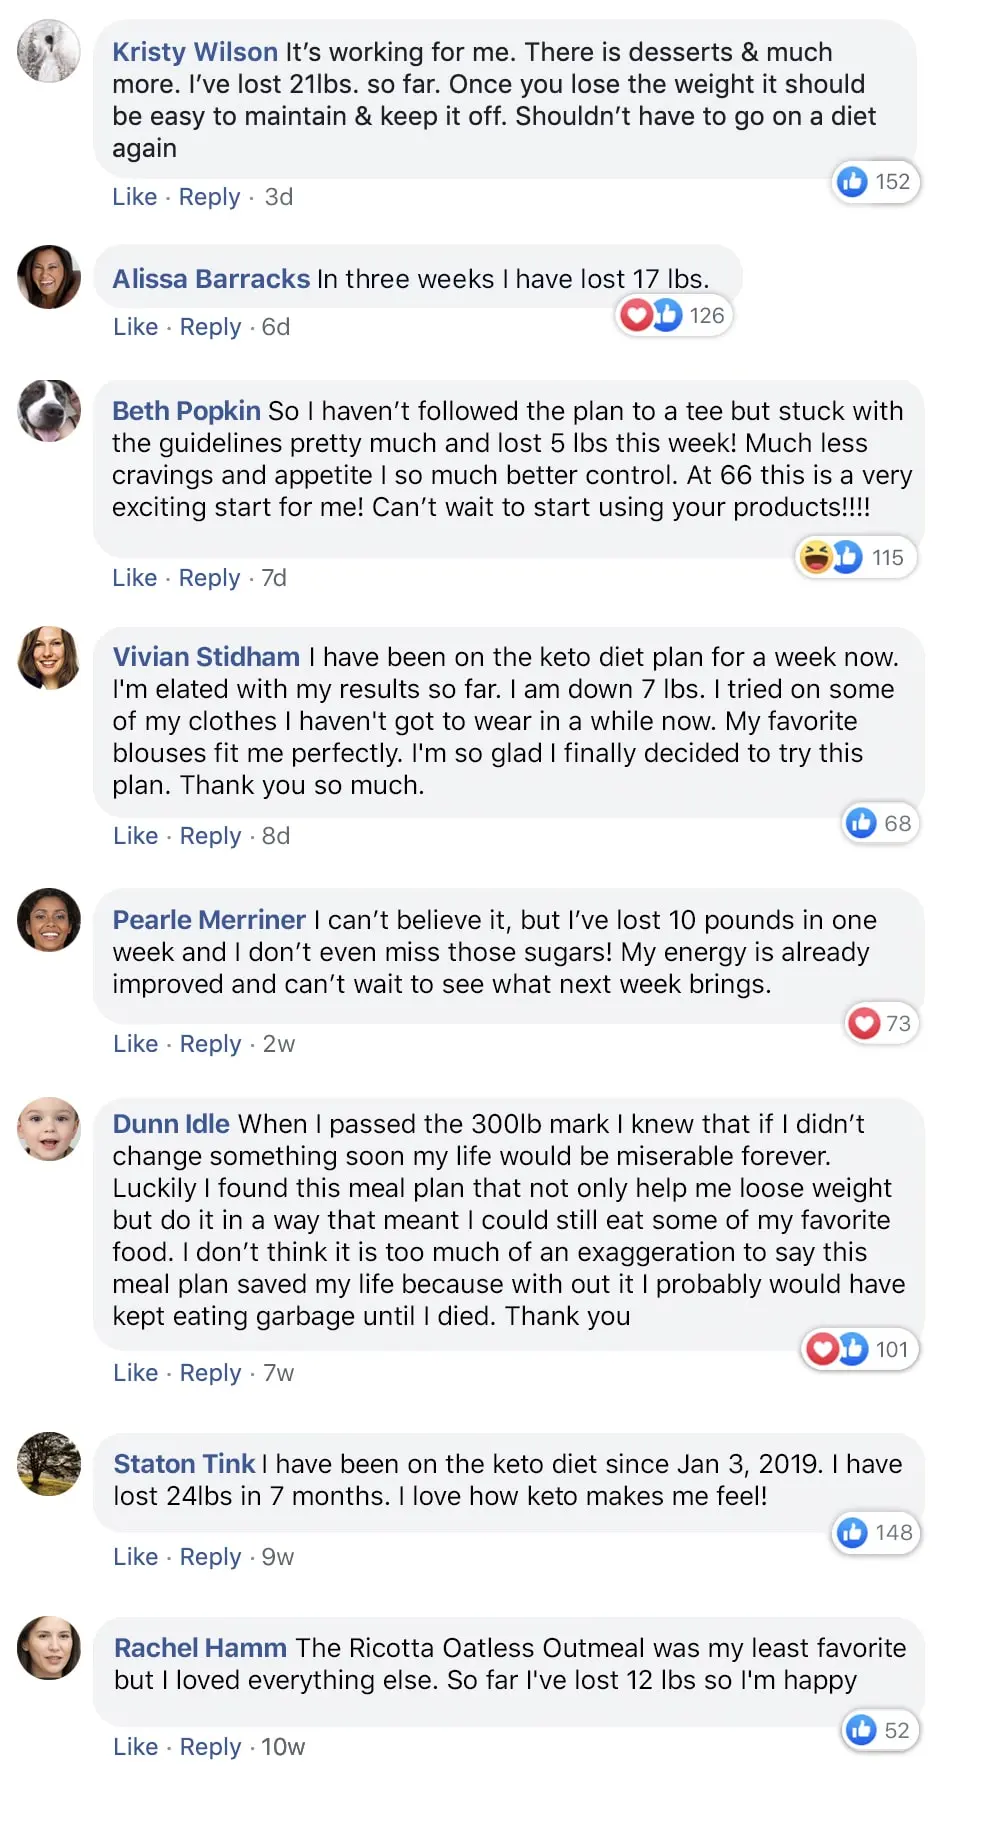 Kristy Wilson It’s working for me. There is desserts & much
more. I’ve lost 21lbs. so far. Once you lose the weight it should
be easy to maintain & keep it off. Shouldn’t have to go on a diet
again
152
Like · Reply · 3d
Alissa Barracks In three weeks I have lost 17 lbs.
126
Like · Reply · 6d
Beth Popkin So I haven’t followed the plan to a tee but stuck with
the guidelines pretty much and lost 5 lbs this week! Much less
cravings and appetite I so much better control. At 66 this is a very
exciting start for me! Can’t wait to start using your products!!!!
115
Like · Reply · 7d
Vivian Stidham I have been on the keto diet plan for a week now.
I'm elated with my results so far. I am down 7 lbs. I tried on some
of my clothes I haven't got to wear in a while now. My favorite
blouses fit me perfectly. I'm so glad I finally decided to try this
plan. Thank you so much.
68
Like · Reply · 8d
Pearle Merriner I can’t believe it, but I’ve lost 10 pounds in one
week and I don’t even miss those sugars! My energy is already
improved and can’t wait to see what next week brings.
73
Like · Reply · 2w
Dunn Idle When I passed the 300lb mark I knew that if I didn’t
change something soon my life would be miserable forever.
Luckily I found this meal plan that not only help me loose weight
but do it in a way that meant I could still eat some of my favorite
food. I don’t think it is too much of an exaggeration to say this
meal plan saved my life because with out it I probably would have
kept eating garbage until I died. Thank you
101
Like · Reply · 7w
Staton Tink I have been on the keto diet since Jan 3, 2019. I have
lost 24lbs in 7 months. I love how keto makes me feel!
148
Like · Reply · 9w
Rachel Hamm The Ricotta Oatless Outmeal was my least favorite
but I loved everything else. So far I've lost 12 lbs so I'm happy
52
Like · Reply · 10w